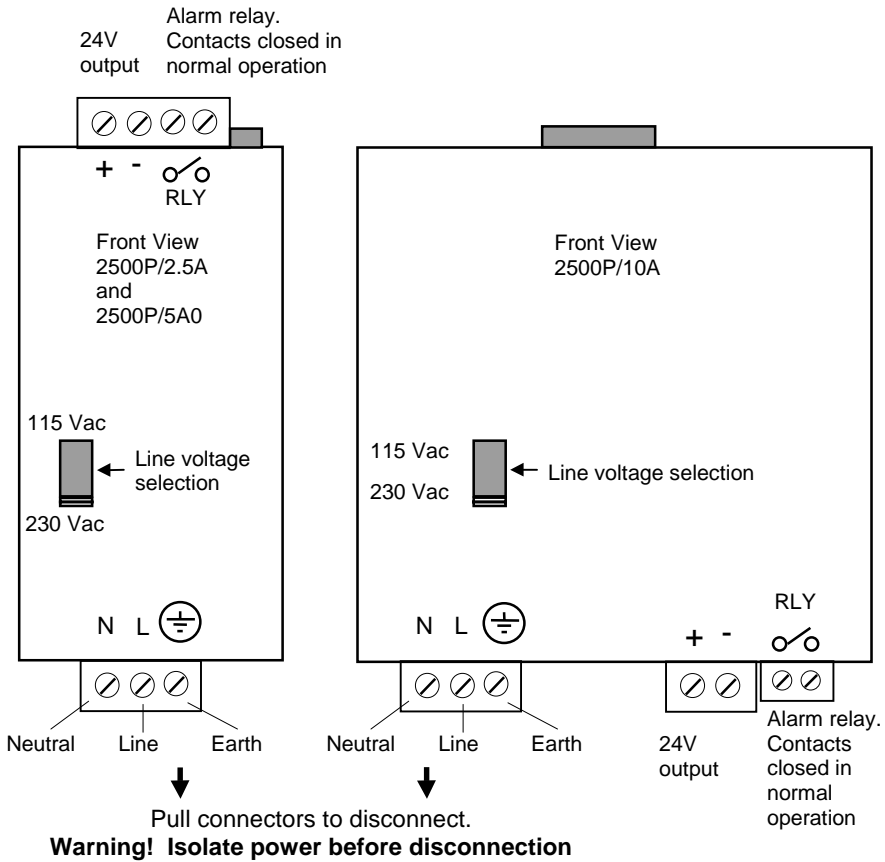 24V
output
Alarm relay.
Contacts closed in
normal operation
+ -
RLY
Front View
2500P/2.5A
and
2500P/5A0
115 Vac
Line voltage
selection
230 Vac
N L
Neutral Line Earth
Front View
2500P/10A
115 Vac
230 Vac
Line voltage selection
N L
Neutral Line Earth
+ -
RLY
24V
output
Alarm relay.
Contacts
closed in
normal
operation
Pull connectors to disconnect.
Warning! Isolate power before disconnection